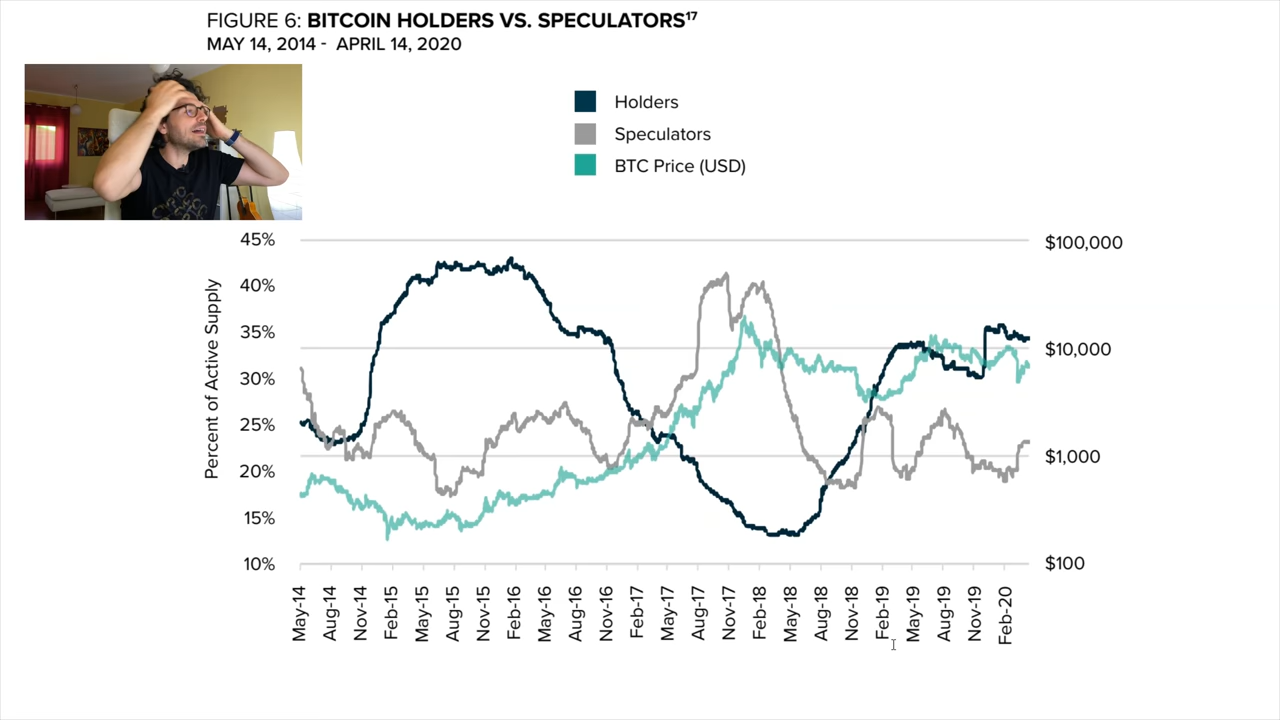 FIGURE 6: BITCOIN HOLDERS VS. SPECULATORS¹⁷
MAY 14, 2014 - APRIL 14, 2020
Holders
Speculators
BTC Price (USD)
Percent of Active Supply
45%
40%
35%
30%
25%
20%
15%
10%
$100,000
$10,000
$1,000
$100
May-14
Aug-14
Nov-14
Feb-15
May-15
Aug-15
Nov-15
Feb-16
May-16
Aug-16
Nov-16
Feb-17
May-17
Aug-17
Nov-17
Feb-18
May-18
Aug-18
Nov-18
Feb-19
May-19
Aug-19
Nov-19
Feb-20